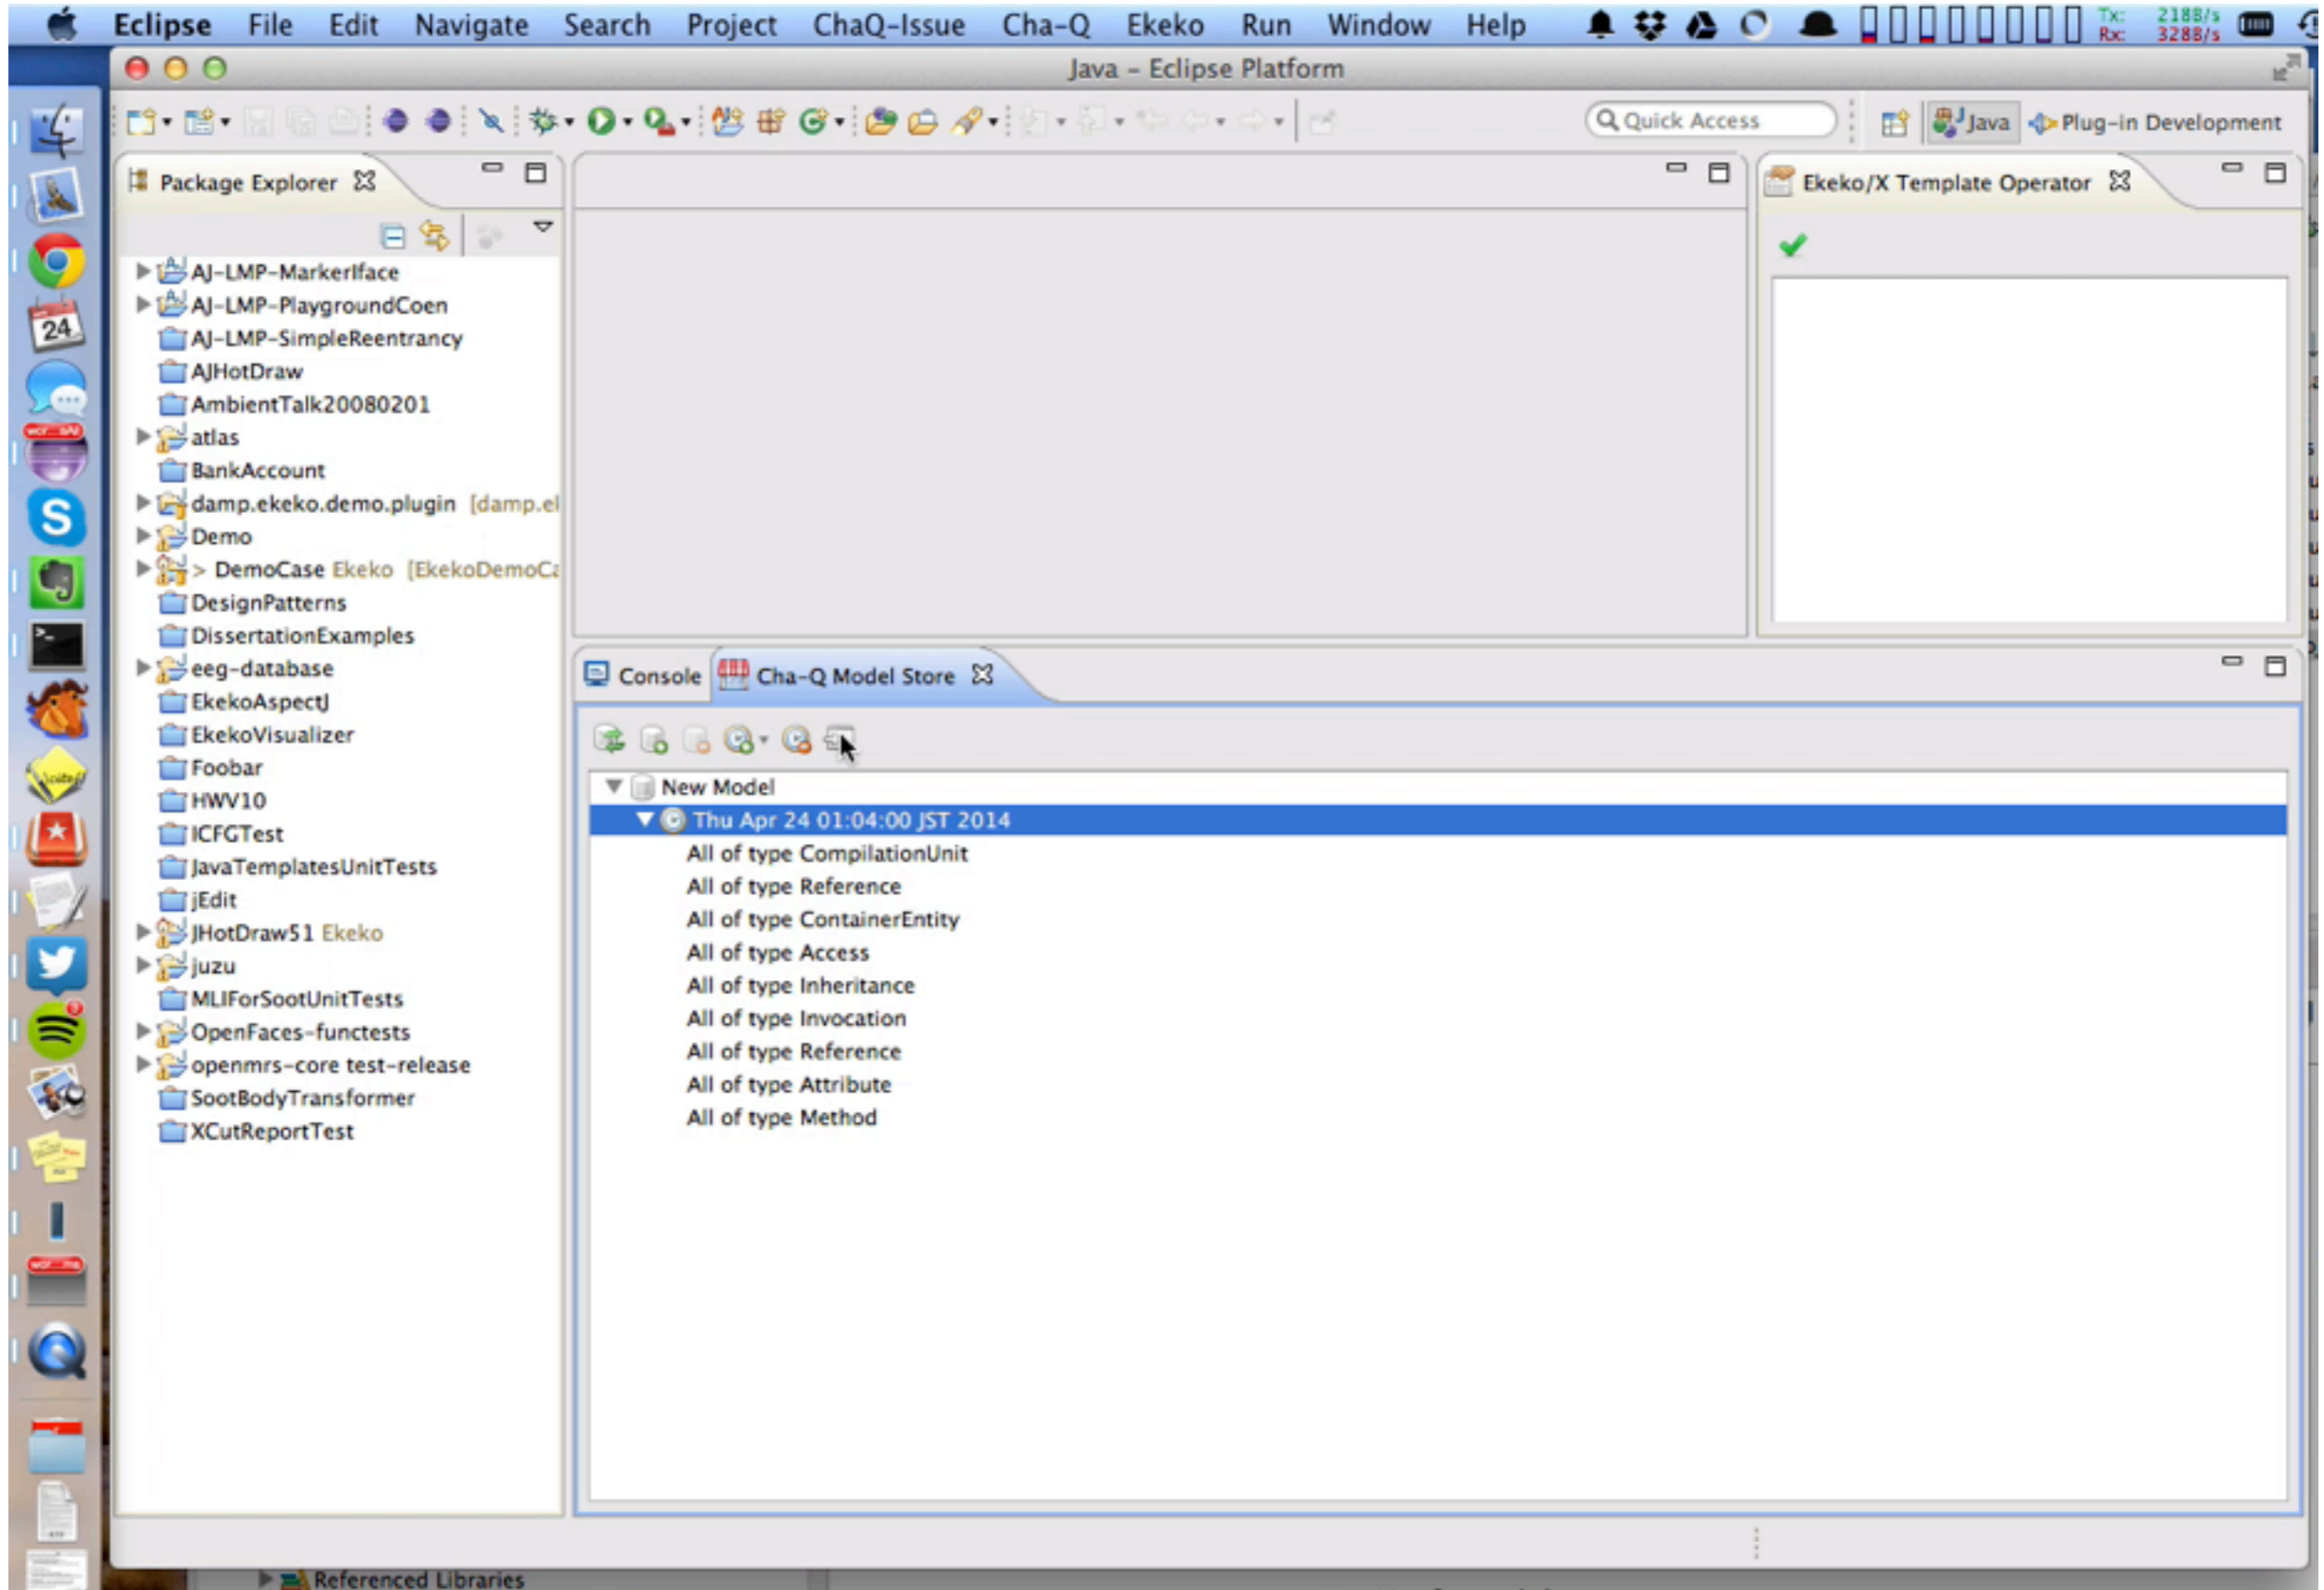 Eclipse File Edit Navigate Search Project ChaQ-Issue Cha-Q Ekeko Run Window Help
Tx: 218B/s
Rx: 328B/s
Java – Eclipse Platform
Quick Access
Java
Plug-in Development
Package Explorer
Ekeko/X Template Operator
AJ-LMP-MarkerIface
AJ-LMP-PlaygroundCoen
AJ-LMP-SimpleReentrancy
AJHotDraw
AmbientTalk20080201
atlas
BankAccount
damp.ekeko.demo.plugin [damp.el
Demo
> DemoCase Ekeko [EkekoDemoCa
DesignPatterns
DissertationExamples
eeg-database
EkekoAspectJ
EkekoVisualizer
Foobar
HWV10
ICFGTest
JavaTemplatesUnitTests
jEdit
JHotDraw51 Ekeko
juzu
MLIForSootUnitTests
OpenFaces-functests
openmrs-core test-release
SootBodyTransformer
XCutReportTest
Console
Cha-Q Model Store
New Model
Thu Apr 24 01:04:00 JST 2014
All of type CompilationUnit
All of type Reference
All of type ContainerEntity
All of type Access
All of type Inheritance
All of type Invocation
All of type Reference
All of type Attribute
All of type Method
24
S
Referenced Libraries